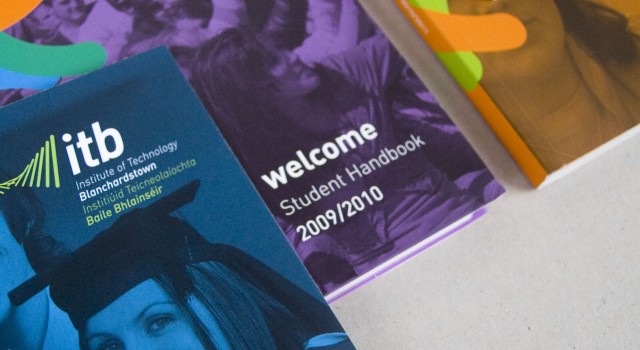 itb
Institute of Technology
Blanchardstown
Institiúid Teicneolaíochta
Baile Bhlainséir
welcome
Student Handbook
2009/2010